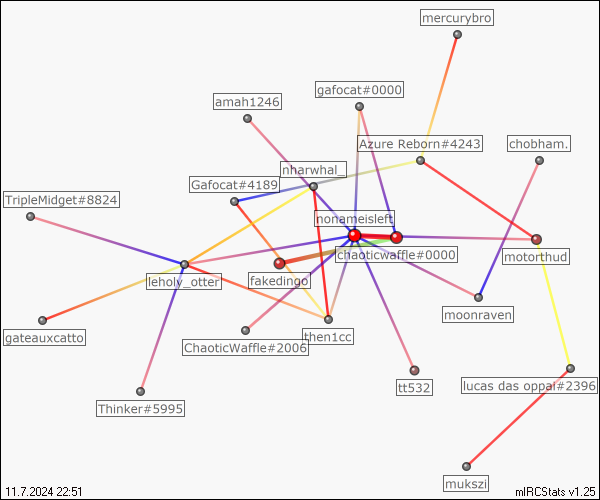 mercurybro
gafocat#0000
amah1246
Azure Reborn#4243
chobham.
nharwhal_
Gafocat#4189
TripleMidget#8824
nonameisleft
chaoticwaffle#0000
motorthud
fakedingo
leholy_otter
moonraven
gateauxcatto
then1cc
ChaoticWaffle#2006
tt532
lucas das oppai#2396
Thinker#5995
mukszi
11.7.2024 22:51
mIRCStats v1.25